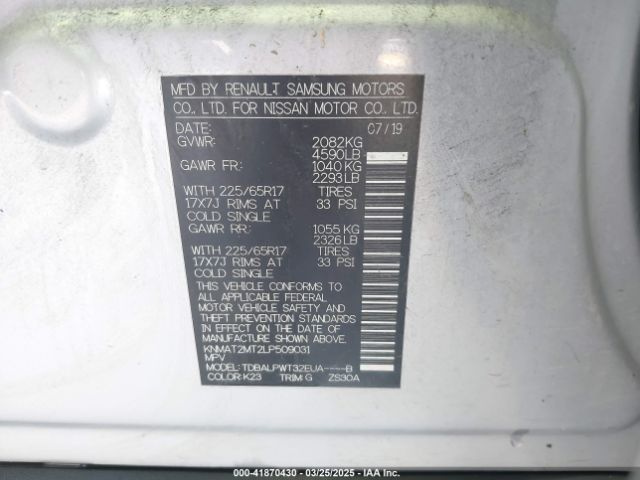 MFD BY RENAULT SAMSUNG MOTORS
CO., LTD. FOR NISSAN MOTOR CO., LTD.
DATE: 07/19
GVWR: 2082KG
4590LB
GAWR FR: 1040 KG
2293 LB
WITH 225/65R17 TIRES
17X7J RIMS AT 33 PSI
COLD SINGLE
GAWR RR: 1055 KG
2326 LB
WITH 225/65R17 TIRES
17X7J RIMS AT 33 PSI
COLD SINGLE
THIS VEHICLE CONFORMS TO
ALL APPLICABLE FEDERAL
MOTOR VEHICLE SAFETY AND
THEFT PREVENTION STANDARDS
IN EFFECT ON THE DATE OF
MANUFACTURE SHOWN ABOVE.
KNMAT2MT2LP509031
MPV
MODEL: TDBALPWT32EUA----B
COLOR: K23 TRIM: G ZS30A
000-41870430 - 03/25/2025 - IAA Inc.